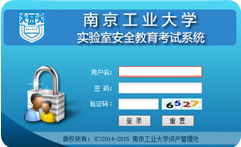 南京工业大学
实验室安全教育考试系统
用户名：
密 码：
验证码：
6527
登 录
重 置
版权所有：(C)2014-2015 南京工业大学资产管理处